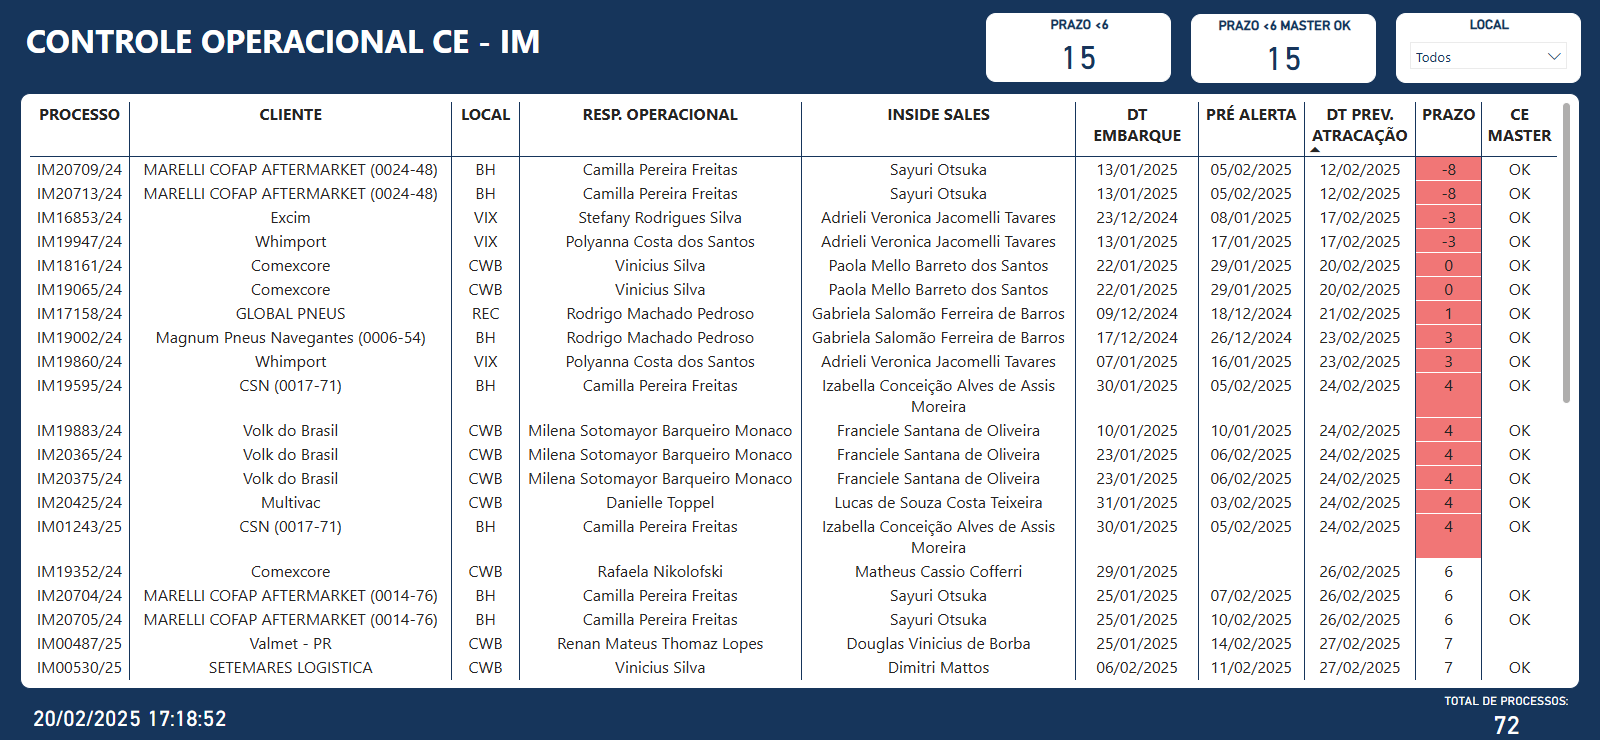 CONTROLE OPERACIONAL CE - IM
PRAZO <6
15
PRAZO <6 MASTER OK
15
LOCAL
Todos
PROCESSO CLIENTE LOCAL RESP. OPERACIONAL INSIDE SALES DT EMBARQUE PRÉ ALERTA DT PREV. ATRACAÇÃO PRAZO CE MASTER
IM20709/24 MARELLI COFAP AFTERMARKET (0024-48) BH Camilla Pereira Freitas Sayuri Otsuka 13/01/2025 05/02/2025 12/02/2025 -8 OK
IM20713/24 MARELLI COFAP AFTERMARKET (0024-48) BH Camilla Pereira Freitas Sayuri Otsuka 13/01/2025 05/02/2025 12/02/2025 -8 OK
IM16853/24 Excim VIX Stefany Rodrigues Silva Adrieli Veronica Jacomelli Tavares 23/12/2024 08/01/2025 17/02/2025 -3 OK
IM19947/24 Whimport VIX Polyanna Costa dos Santos Adrieli Veronica Jacomelli Tavares 13/01/2025 17/01/2025 17/02/2025 -3 OK
IM18161/24 Comexcore CWB Vinicius Silva Paola Mello Barreto dos Santos 22/01/2025 29/01/2025 20/02/2025 0 OK
IM19065/24 Comexcore CWB Vinicius Silva Paola Mello Barreto dos Santos 22/01/2025 29/01/2025 20/02/2025 0 OK
IM17158/24 GLOBAL PNEUS REC Rodrigo Machado Pedroso Gabriela Salomão Ferreira de Barros 09/12/2024 18/12/2024 21/02/2025 1 OK
IM19002/24 Magnum Pneus Navegantes (0006-54) BH Rodrigo Machado Pedroso Gabriela Salomão Ferreira de Barros 17/12/2024 26/12/2024 23/02/2025 3 OK
IM19860/24 Whimport VIX Polyanna Costa dos Santos Adrieli Veronica Jacomelli Tavares 07/01/2025 16/01/2025 23/02/2025 3 OK
IM19595/24 CSN (0017-71) BH Camilla Pereira Freitas Izabella Conceição Alves de Assis Moreira 30/01/2025 05/02/2025 24/02/2025 4 OK
IM19883/24 Volk do Brasil CWB Milena Sotomayor Barqueiro Monaco Franciele Santana de Oliveira 10/01/2025 10/01/2025 24/02/2025 4 OK
IM20365/24 Volk do Brasil CWB Milena Sotomayor Barqueiro Monaco Franciele Santana de Oliveira 23/01/2025 06/02/2025 24/02/2025 4 OK
IM20375/24 Volk do Brasil CWB Milena Sotomayor Barqueiro Monaco Franciele Santana de Oliveira 23/01/2025 06/02/2025 24/02/2025 4 OK
IM20425/24 Multivac CWB Danielle Toppel Lucas de Souza Costa Teixeira 31/01/2025 03/02/2025 24/02/2025 4 OK
IM01243/25 CSN (0017-71) BH Camilla Pereira Freitas Izabella Conceição Alves de Assis Moreira 30/01/2025 05/02/2025 24/02/2025 4 OK
IM19352/24 Comexcore CWB Rafaela Nikolofski Matheus Cassio Cofferri 29/01/2025 26/02/2025 6
IM20704/24 MARELLI COFAP AFTERMARKET (0014-76) BH Camilla Pereira Freitas Sayuri Otsuka 25/01/2025 07/02/2025 26/02/2025 6 OK
IM20705/24 MARELLI COFAP AFTERMARKET (0014-76) BH Camilla Pereira Freitas Sayuri Otsuka 25/01/2025 10/02/2025 26/02/2025 6 OK
IM00487/25 Valmet - PR CWB Renan Mateus Thomaz Lopes Douglas Vinicius de Borba 25/01/2025 14/02/2025 27/02/2025 7
IM00530/25 SETEMARES LOGISTICA CWB Vinicius Silva Dimitri Mattos 06/02/2025 11/02/2025 27/02/2025 7 OK
20/02/2025 17:18:52
TOTAL DE PROCESSOS:
72